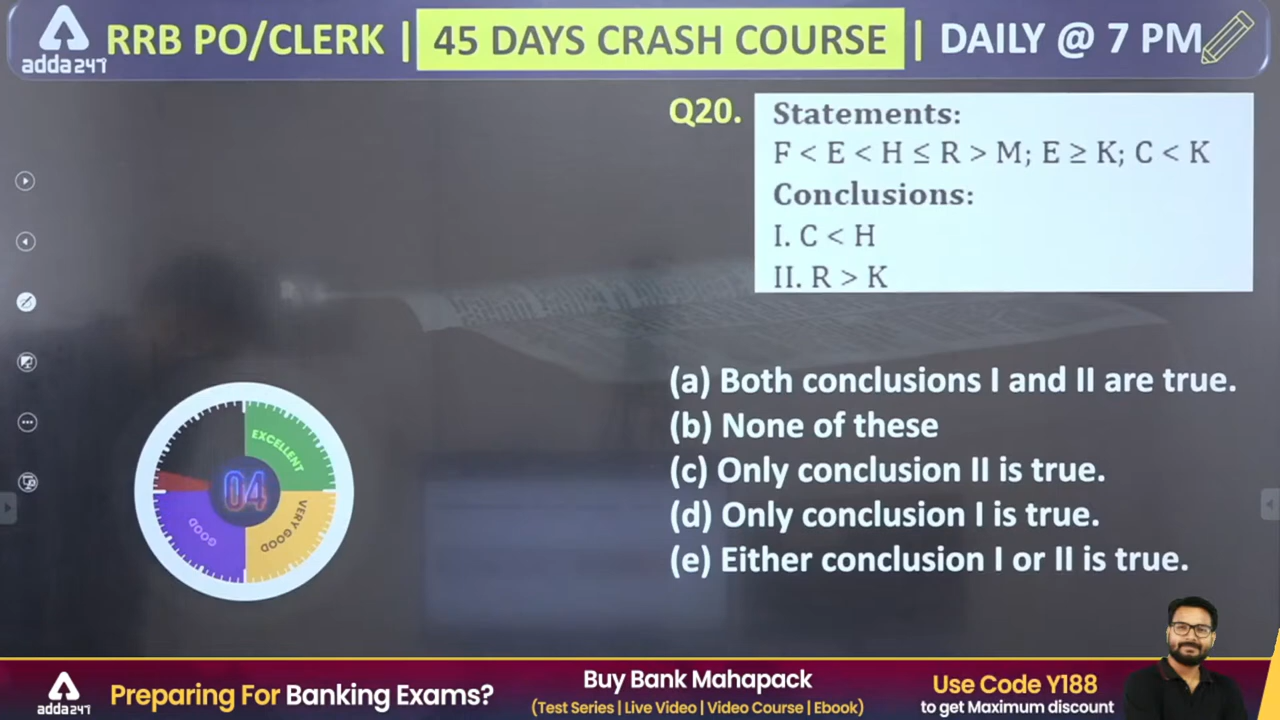 adda247
RRB PO/CLERK | 45 DAYS CRASH COURSE | DAILY @ 7 PM
Q20. Statements:
F < E < H ≤ R > M; E ≥ K; C < K
Conclusions:
I. C < H
II. R > K
(a) Both conclusions I and II are true.
(b) None of these
(c) Only conclusion II is true.
(d) Only conclusion I is true.
(e) Either conclusion I or II is true.
EXCELLENT
VERY GOOD
GOOD
04
adda247
Preparing For Banking Exams?
Buy Bank Mahapack
(Test Series | Live Video | Video Course | Ebook)
Use Code Y188
to get Maximum discount